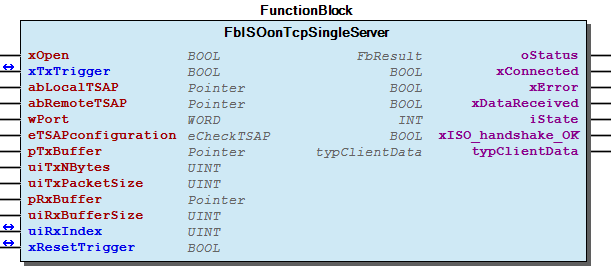 FunctionBlock
FbISOonTcpSingleServer
xOpen BOOL FbResult oStatus
xTxTrigger BOOL BOOL xConnected
abLocalTSAP Pointer BOOL xError
abRemoteTSAP Pointer BOOL xDataReceived
wPort WORD INT iState
eTSAPconfiguration eCheckTSAP BOOL xISO_handshake_OK
pTxBuffer Pointer typClientData typClientData
uiTxNBytes UINT
uiTxPacketSize UINT
pRxBuffer Pointer
uiRxBufferSize UINT
uiRxIndex UINT
xResetTrigger BOOL